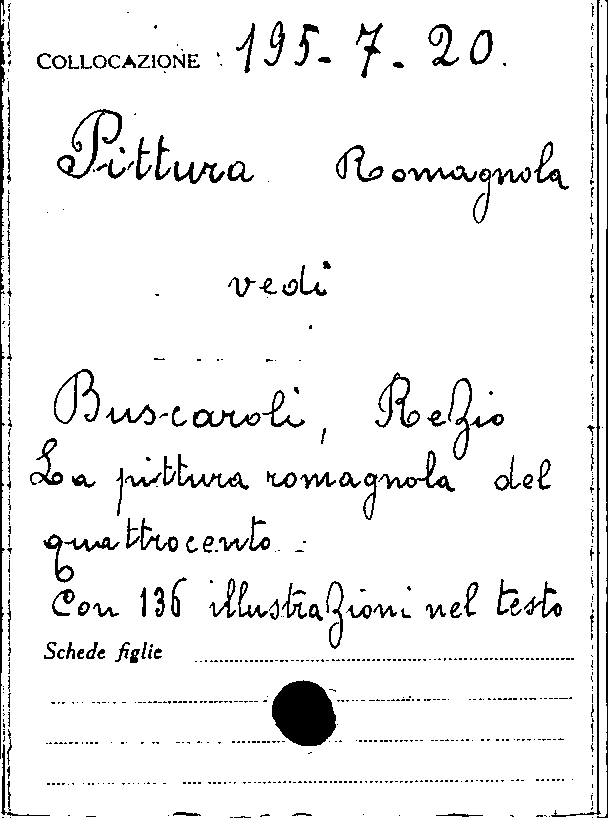 COLLOCAZIONE 195-7-20.
Pittura Romagnola
vedi
Buscaroli, Rezio
La pittura romagnola del
quattrocento.
Con 136 illustrazioni nel testo
Schede figlie